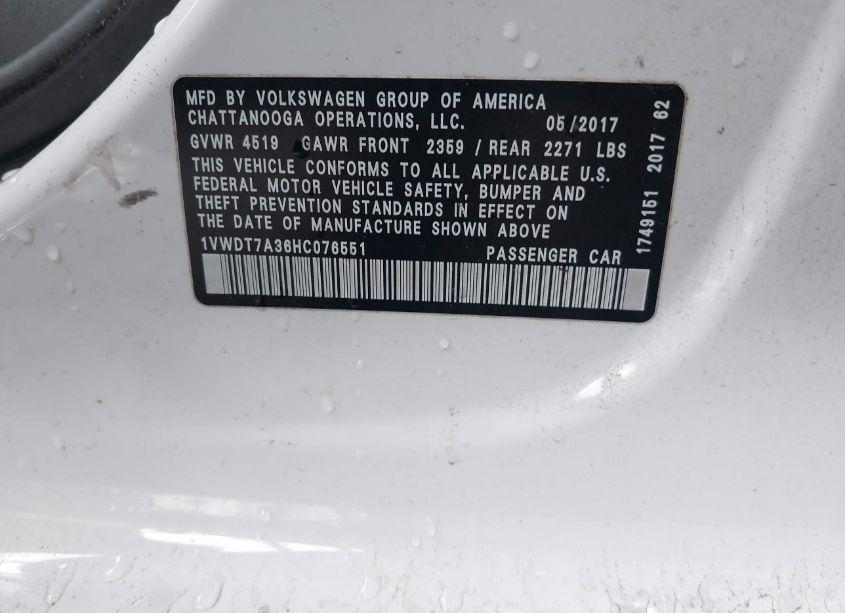 MFD BY VOLKSWAGEN GROUP OF AMERICA
CHATTANOOGA OPERATIONS, LLC. 05/2017
GVWR 4519 GAWR FRONT 2359 / REAR 2271 LBS
THIS VEHICLE CONFORMS TO ALL APPLICABLE U.S.
FEDERAL MOTOR VEHICLE SAFETY, BUMPER AND
THEFT PREVENTION STANDARDS IN EFFECT ON
THE DATE OF MANUFACTURE SHOWN ABOVE
1VWDT7A36HC076551 PASSENGER CAR
1749151 2017 62